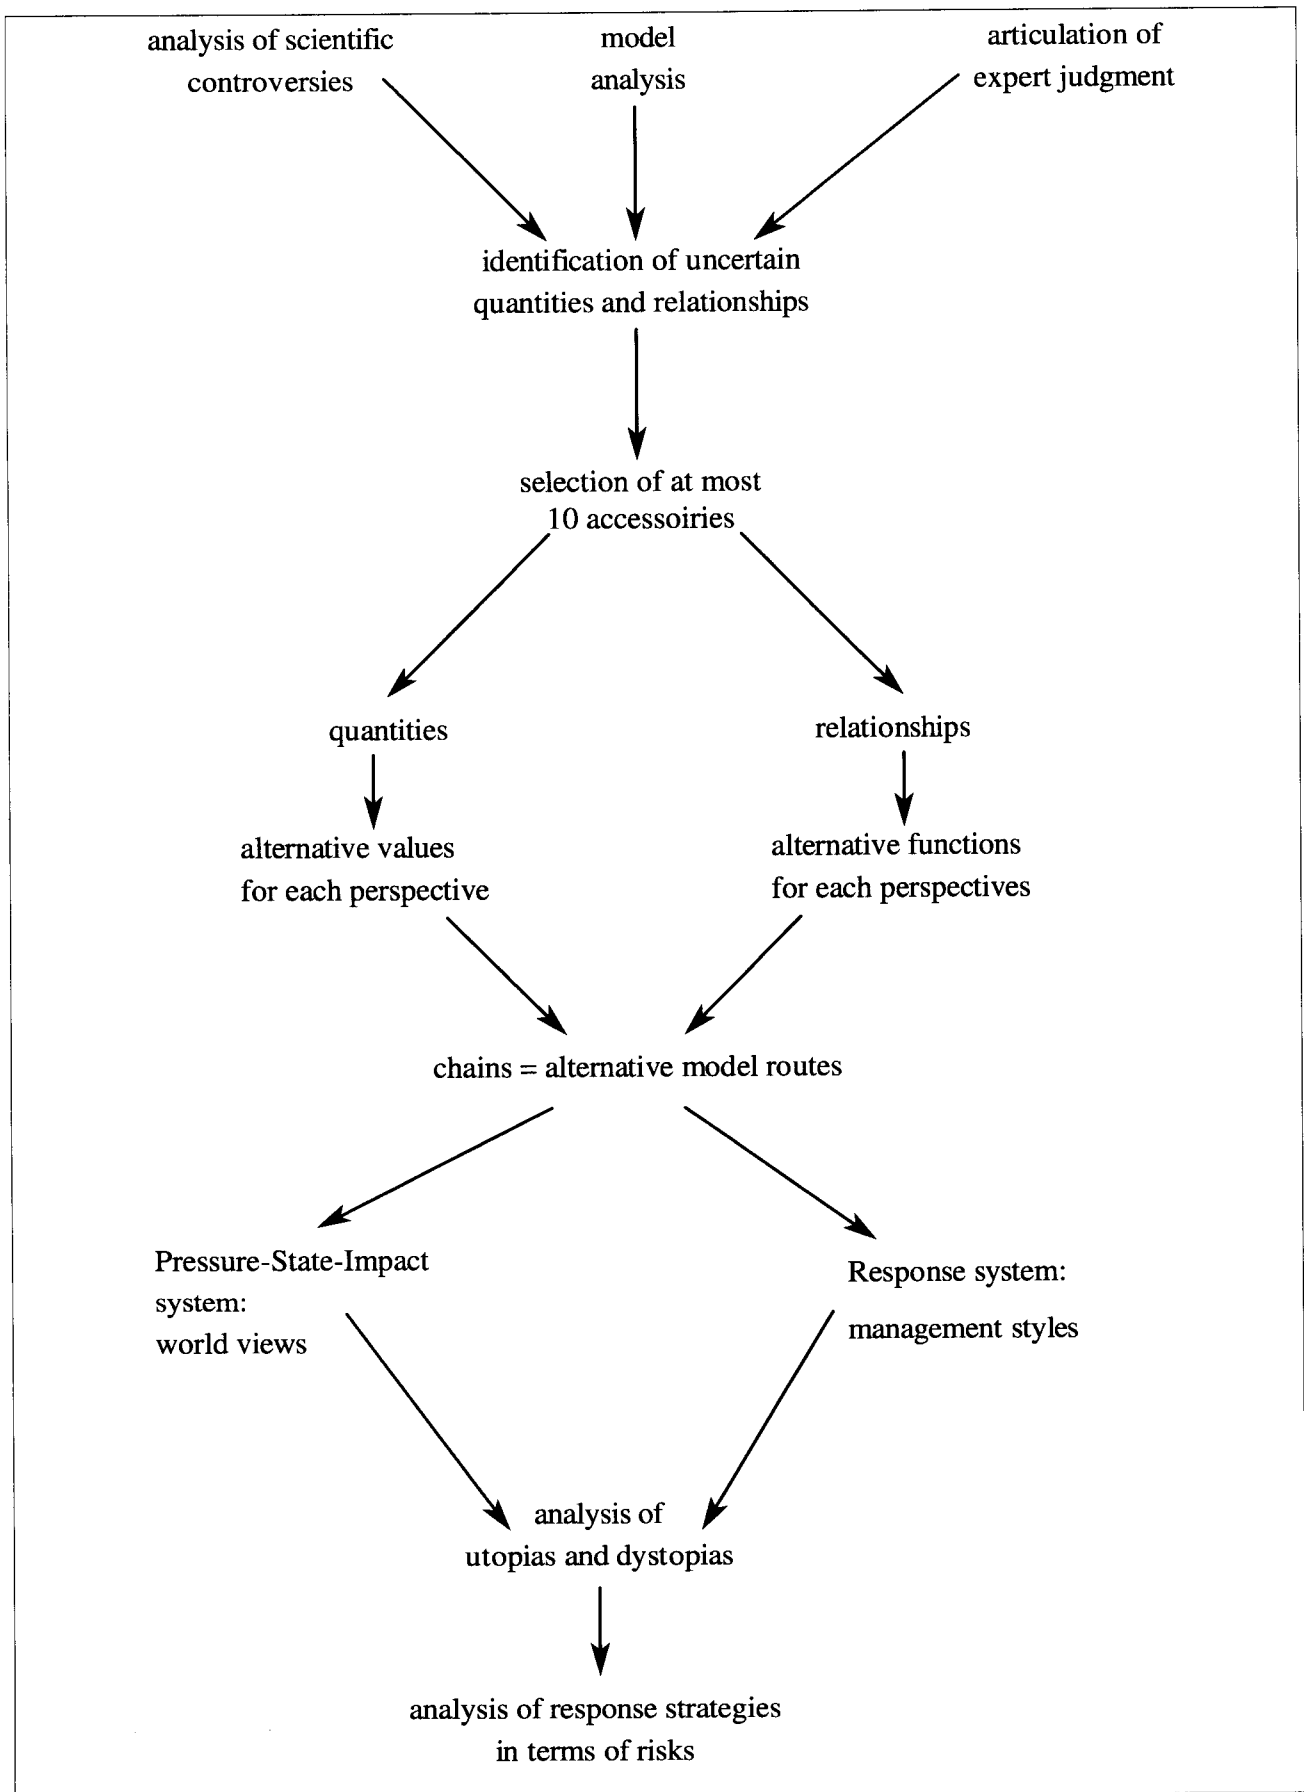 analysis of scientific
controversies
model
analysis
articulation of
expert judgment
identification of uncertain
quantities and relationships
selection of at most
10 accessoiries
quantities
relationships
alternative values
for each perspective
alternative functions
for each perspectives
chains = alternative model routes
Pressure-State-Impact
system:
world views
Response system:
management styles
analysis of
utopias and dystopias
analysis of response strategies
in terms of risks